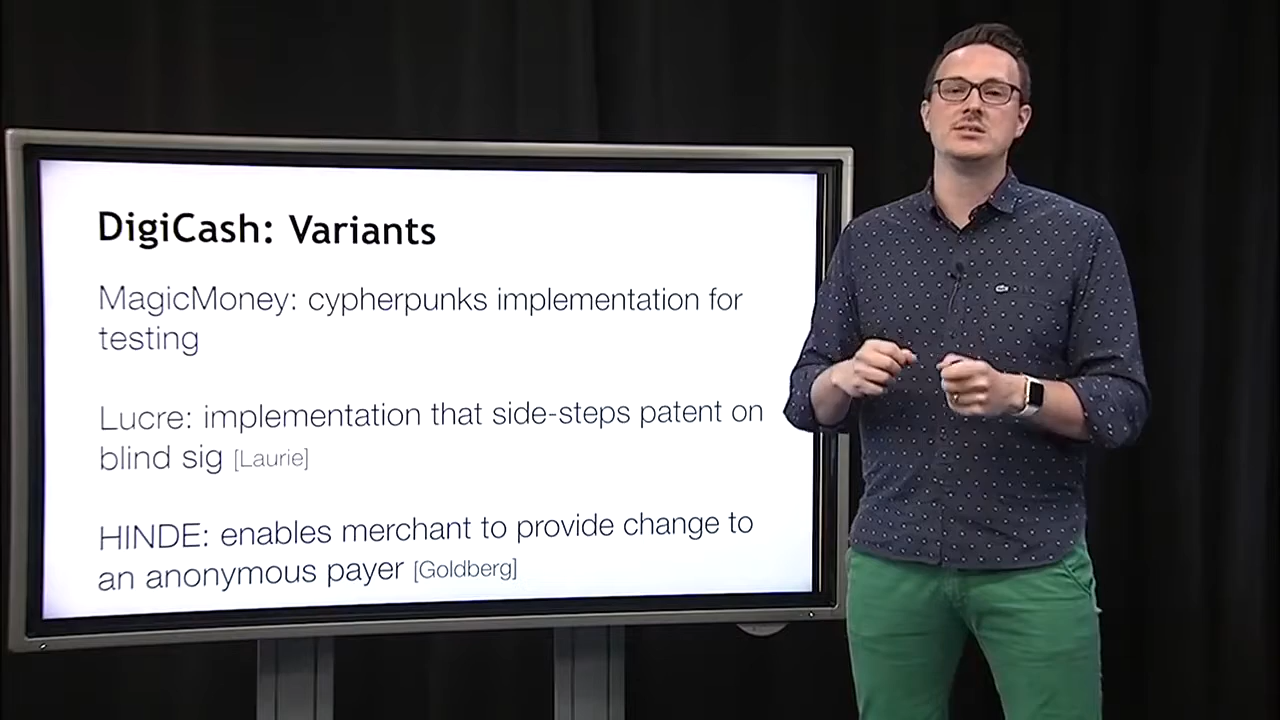 DigiCash: Variants
MagicMoney: cypherpunks implementation for
testing
Lucre: implementation that side-steps patent on
blind sig [Laurie]
HINDE: enables merchant to provide change to
an anonymous payer [Goldberg]